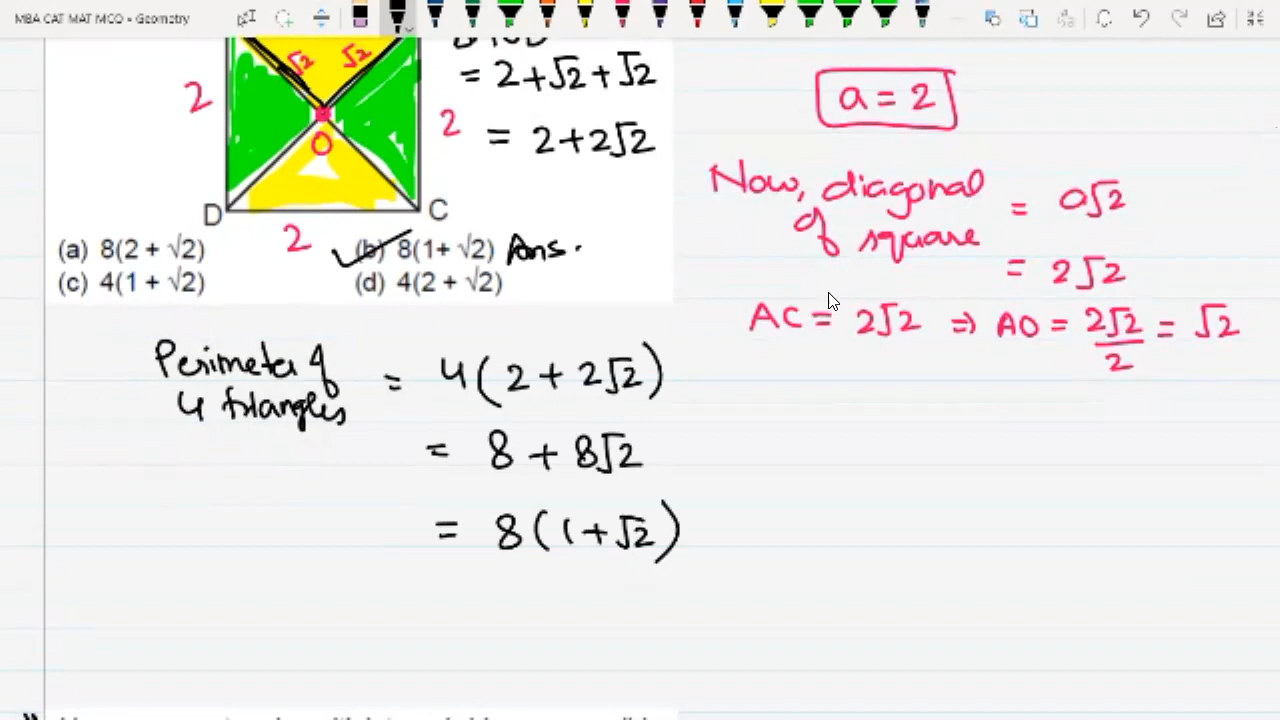 MBA CAT MAT MCQ » Geometry
√2 √2
= 2+√2+√2
2
2
= 2+2√2
O
D
C
2
(a) 8(2 + √2)
(b) 8(1+ √2) Ans.
(c) 4(1 + √2)
(d) 4(2 + √2)
Perimeter of
4 triangles
= 4(2 + 2√2)
= 8 + 8√2
= 8(1+√2)
a = 2
Now, diagonal
of square
= a√2
= 2√2
AC = 2√2 ⇒ AO = 2√2/2 = √2